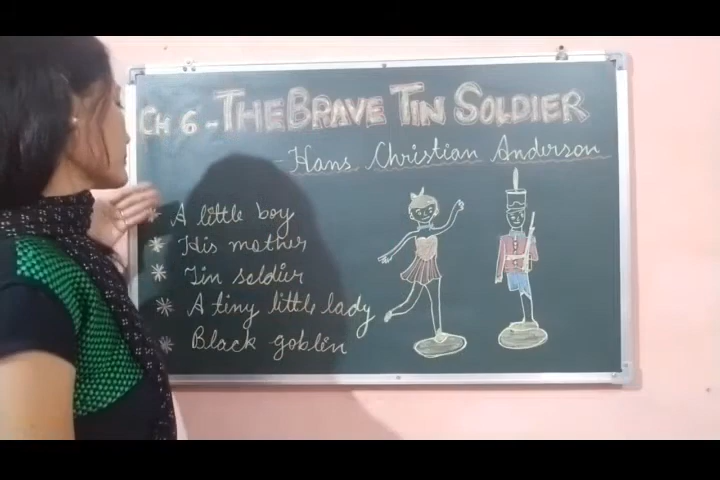 CH 6 - THE BRAVE TIN SOLDIER
- Hans Christian Anderson
* A little boy
* His mother
* Tin soldier
* A tiny little lady
* Black goblin